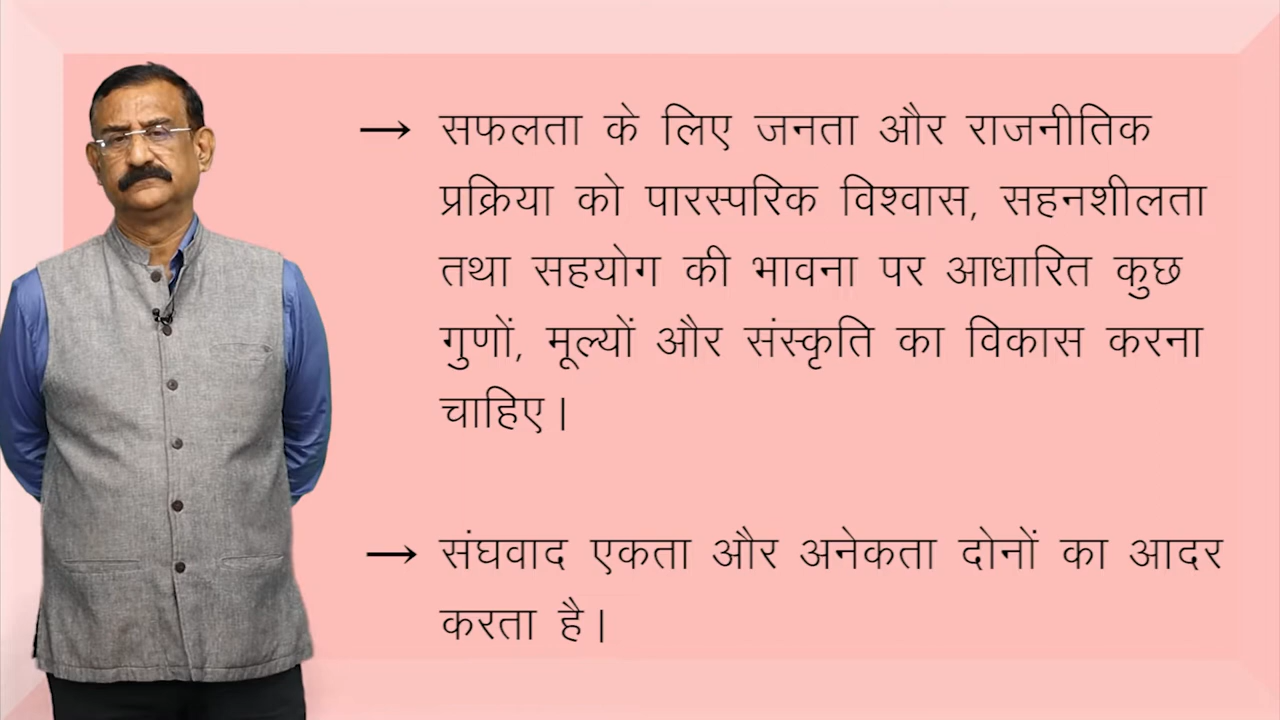 → सफलता के लिए जनता और राजनीतिक
प्रक्रिया को पारस्परिक विश्वास, सहनशीलता
तथा सहयोग की भावना पर आधारित कुछ
गुणों, मूल्यों और संस्कृति का विकास करना
चाहिए।
→ संघवाद एकता और अनेकता दोनों का आदर
करता है।